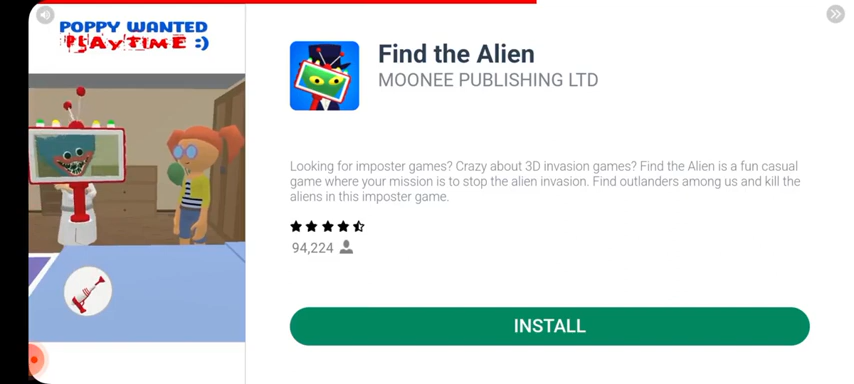 POPPY WANTED
PLAYTIME :)
Find the Alien
MOONEE PUBLISHING LTD
Looking for imposter games? Crazy about 3D invasion games? Find the Alien is a fun casual
game where your mission is to stop the alien invasion. Find outlanders among us and kill the
aliens in this imposter game.
94,224
INSTALL